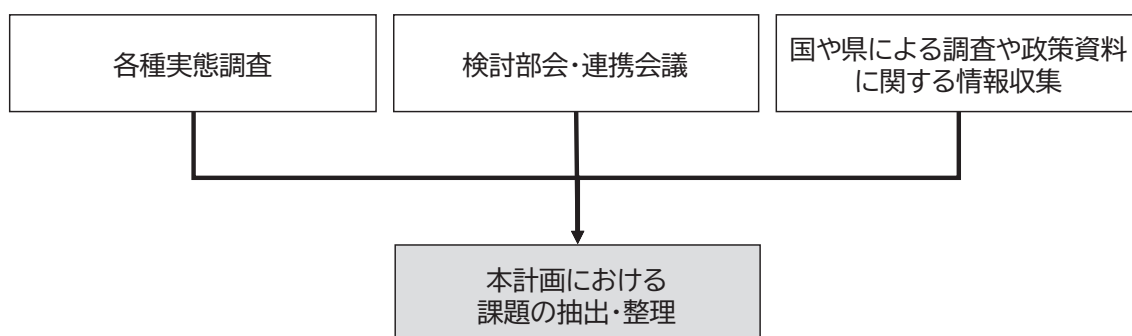 各種実態調査
検討部会・連携会議
国や県による調査や政策資料
に関する情報収集
本計画における
課題の抽出・整理